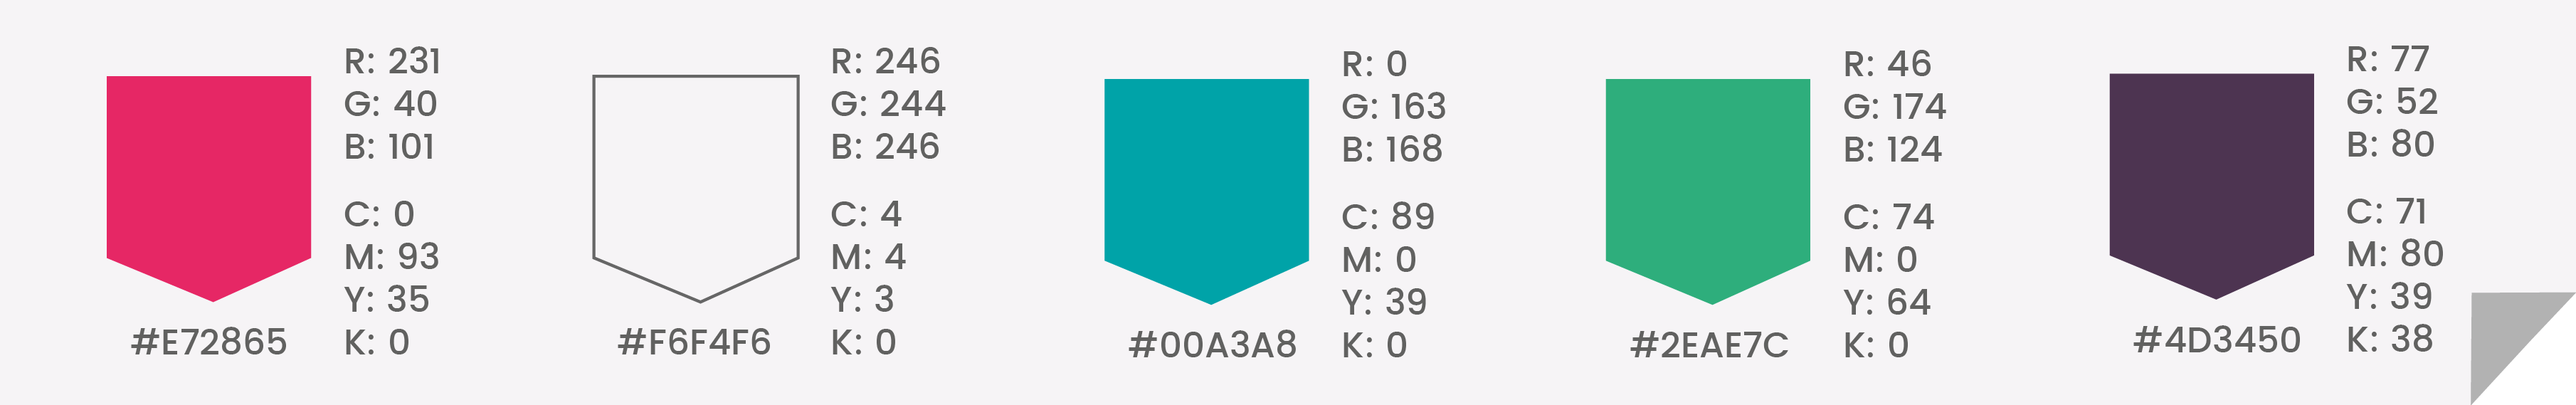 R: 231
G: 40
B: 101
C: 0
M: 93
Y: 35
K: 0
#E72865
R: 246
G: 244
B: 246
C: 4
M: 4
Y: 3
K: 0
#F6F4F6
R: 0
G: 163
B: 168
C: 89
M: 0
Y: 39
K: 0
#00A3A8
R: 46
G: 174
B: 124
C: 74
M: 0
Y: 64
K: 0
#2EAE7C
R: 77
G: 52
B: 80
C: 71
M: 80
Y: 39
K: 38
#4D3450